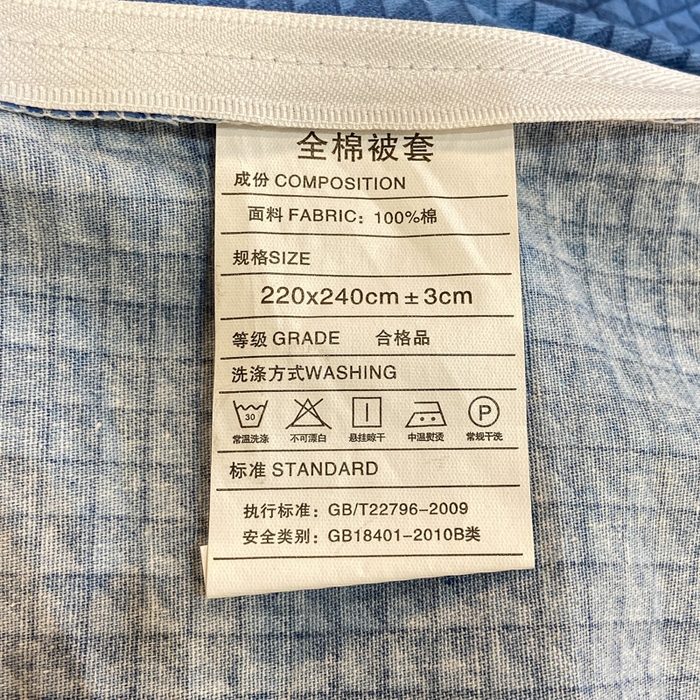 全棉被套
成份 COMPOSITION
面料 FABRIC: 100%棉
规格SIZE
220x240cm±3cm
等级 GRADE 合格品
洗涤方式WASHING
30 P
常温洗涤 不可漂白 悬挂晾干 中温熨烫 常规干洗
标准 STANDARD
执行标准: GB/T22796-2009
安全类别: GB18401-2010B类